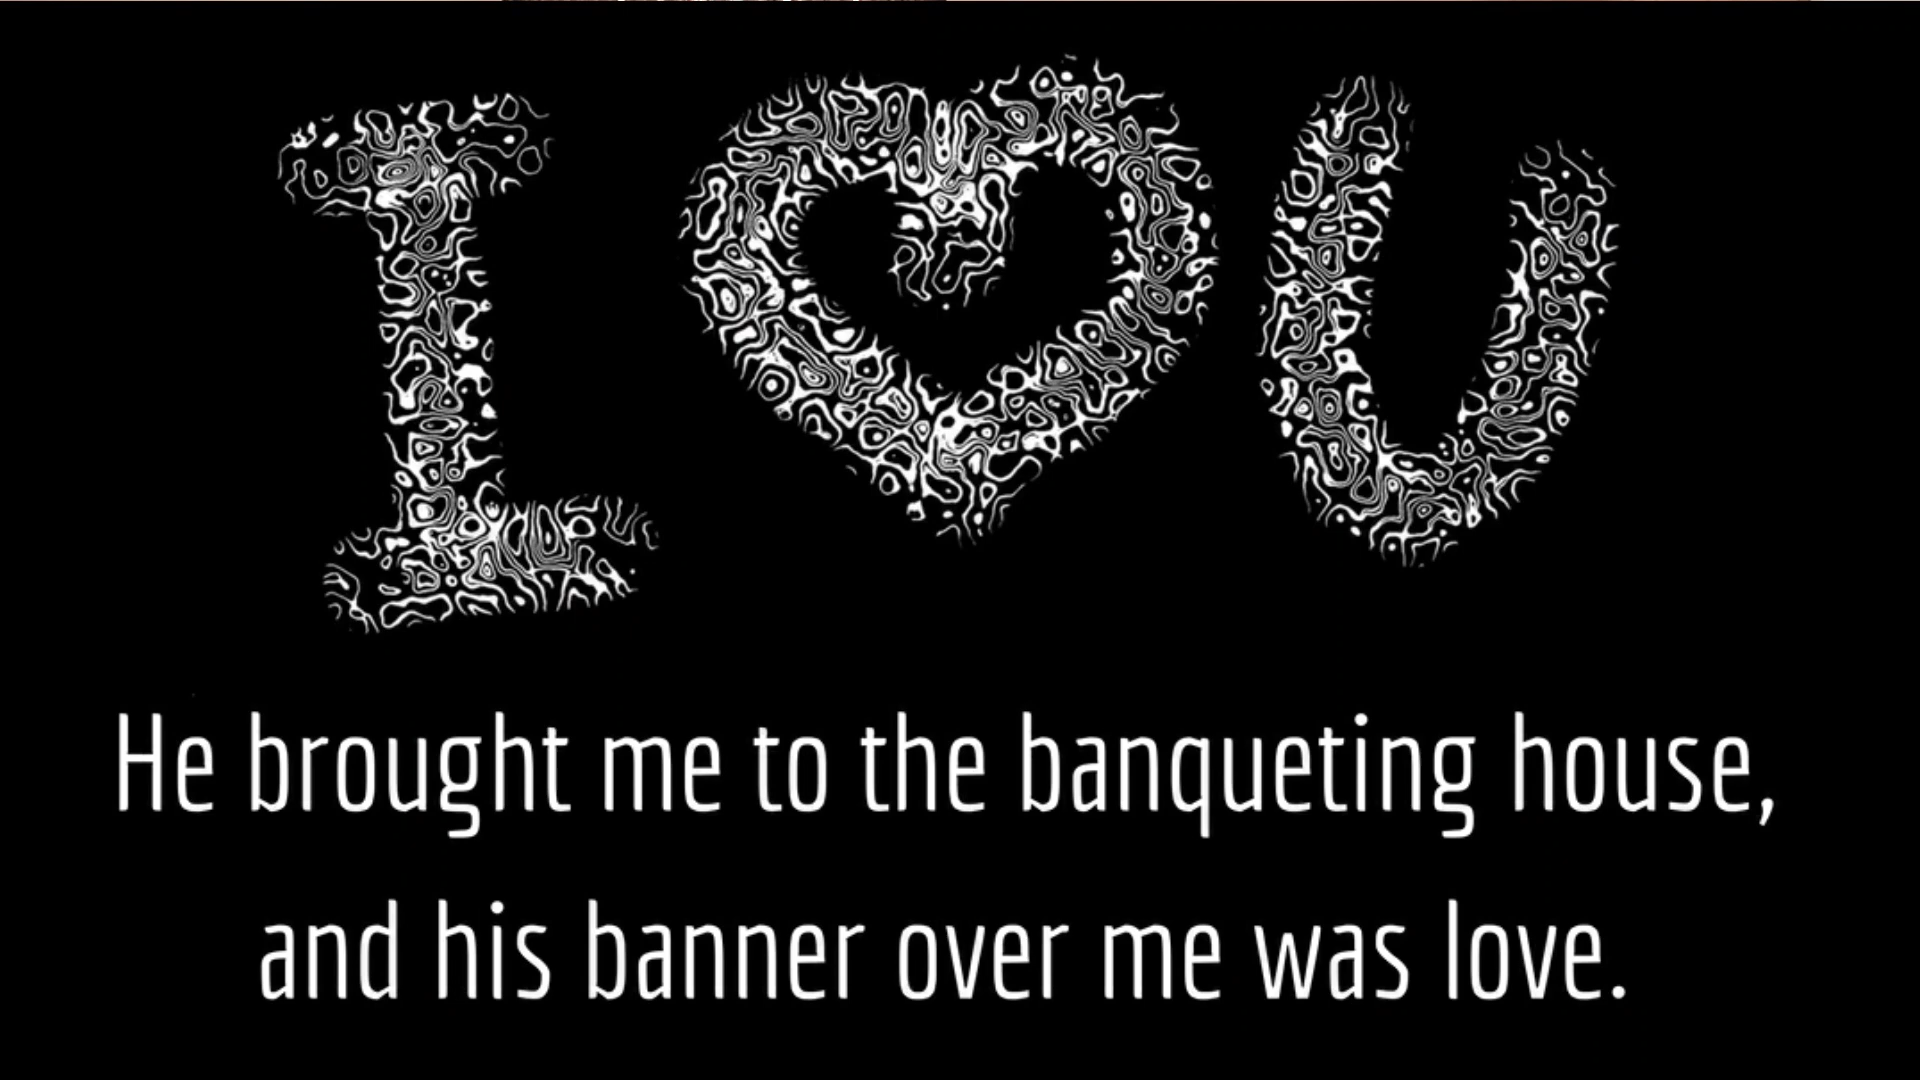 I ♥ U
He brought me to the banqueting house,
and his banner over me was love.